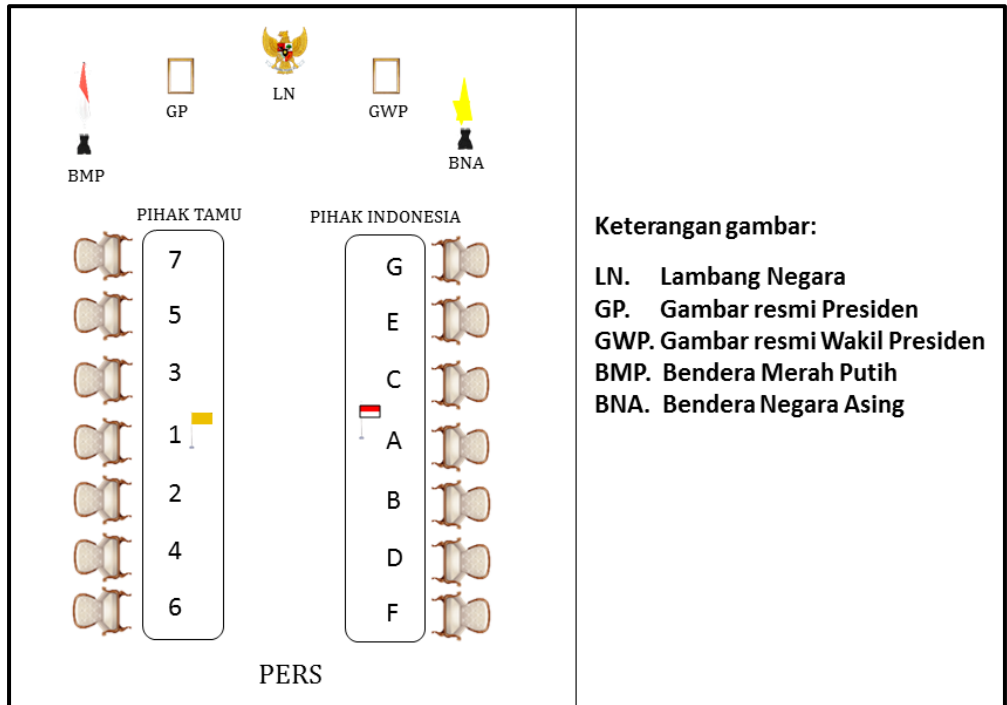 LN
GP
GWP
BMP
BNA
PIHAK TAMU
PIHAK INDONESIA
7
G
5
E
3
C
1
A
2
B
4
D
6
F
PERS
Keterangan gambar:
LN. Lambang Negara
GP. Gambar resmi Presiden
GWP. Gambar resmi Wakil Presiden
BMP. Bendera Merah Putih
BNA. Bendera Negara Asing